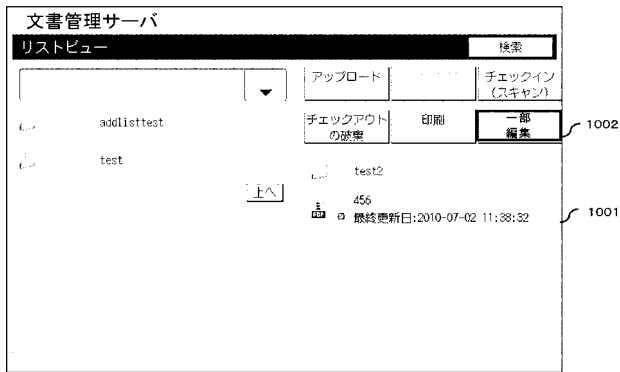 文書管理サーバ
リストビュー
検索
アップロード
チェックイン
(スキャン)
addlisttest
チェックアウト
の破棄
印刷
一部
編集
1002
test
上へ
test2
456
最終更新日:2010-07-02 11:38:32
1001
PDF